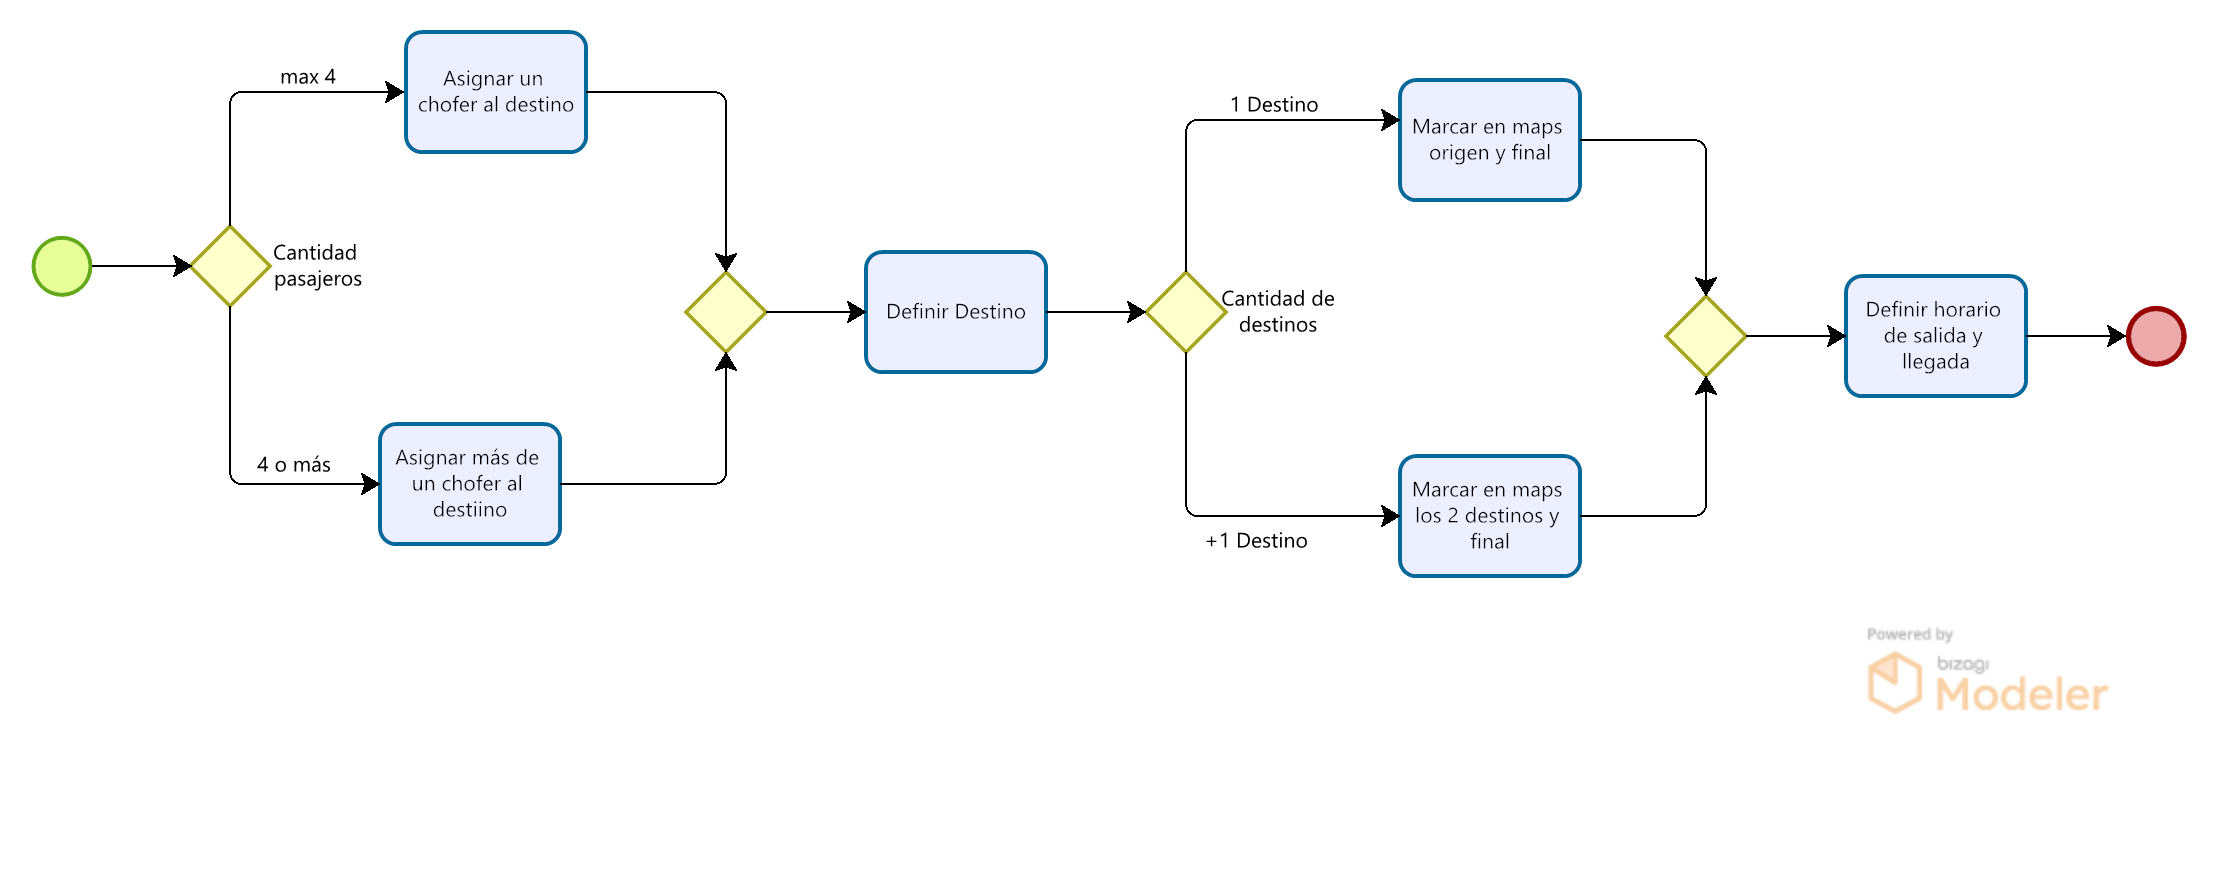 max 4
Asignar un
chofer al destino
Cantidad
pasajeros
4 o más
Asignar más de
un chofer al
destiino
Definir Destino
1 Destino
Marcar en maps
origen y final
Cantidad de
destinos
+1 Destino
Marcar en maps
los 2 destinos y
final
Definir horario
de salida y
llegada
Powered by
bizagi
Modeler